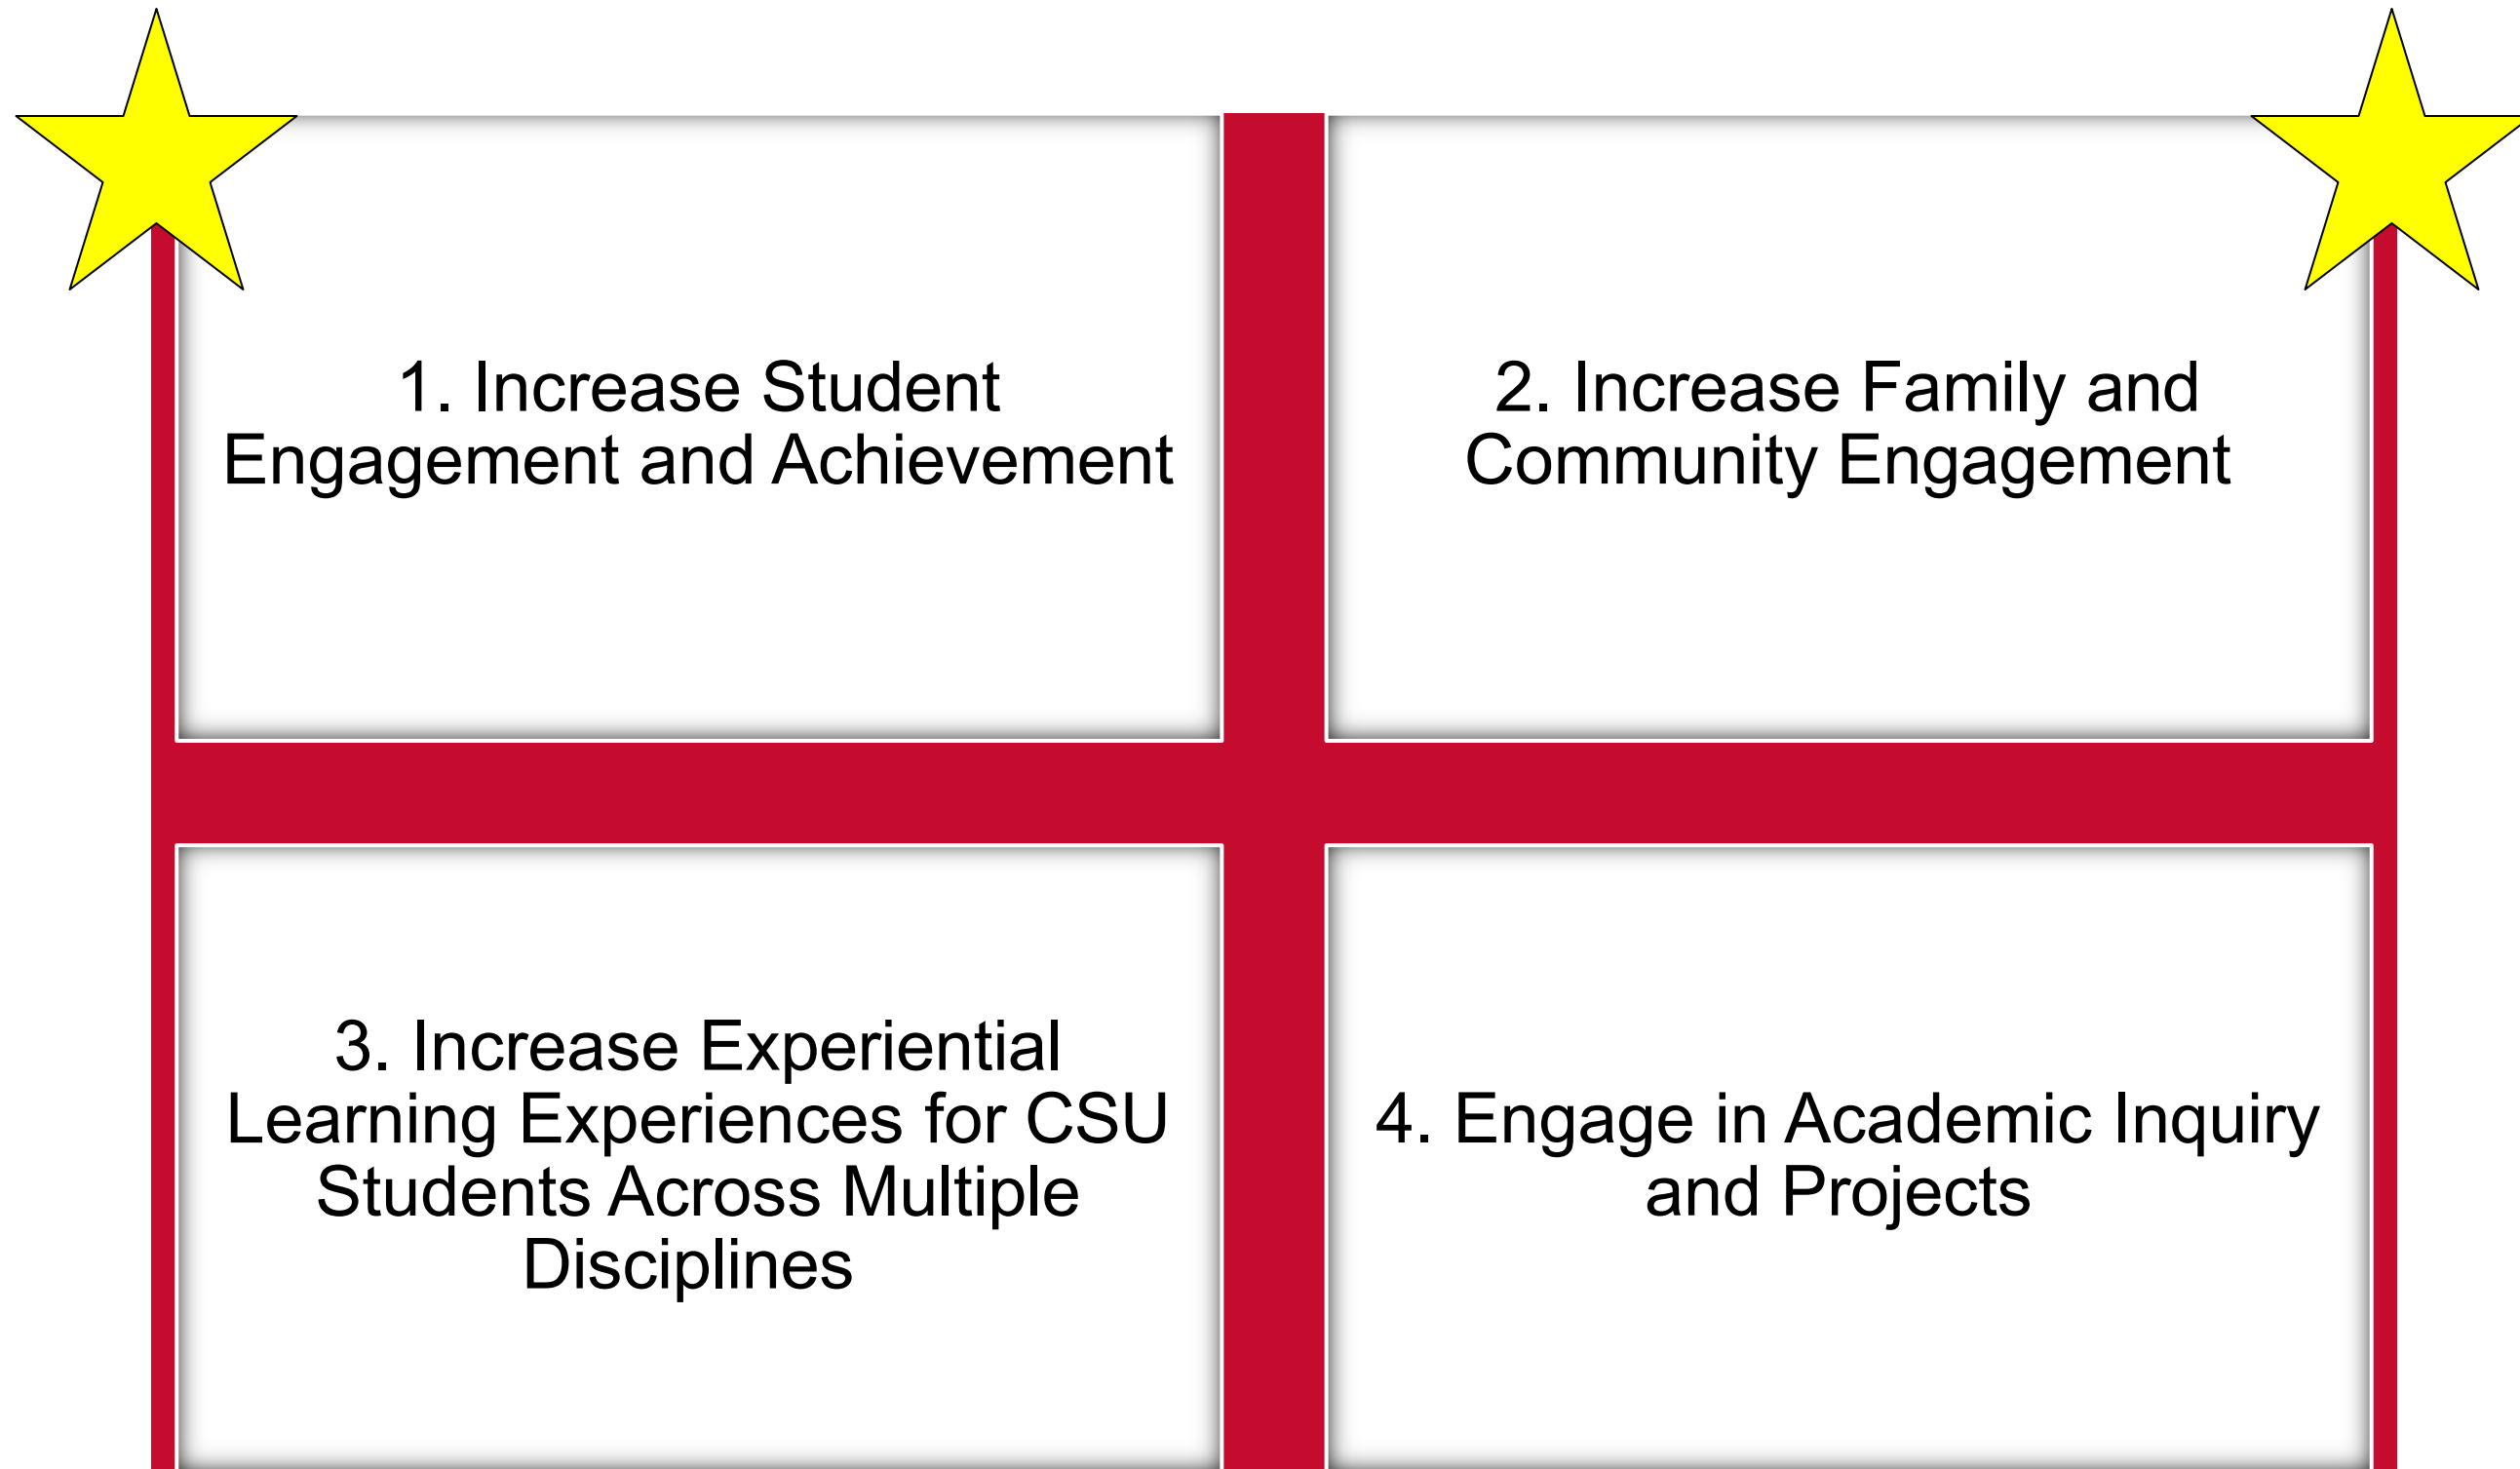 1. Increase Student
Engagement and Achievement
2. Increase Family and
Community Engagement
3. Increase Experiential
Learning Experiences for CSU
Students Across Multiple
Disciplines
4. Engage in Academic Inquiry
and Projects